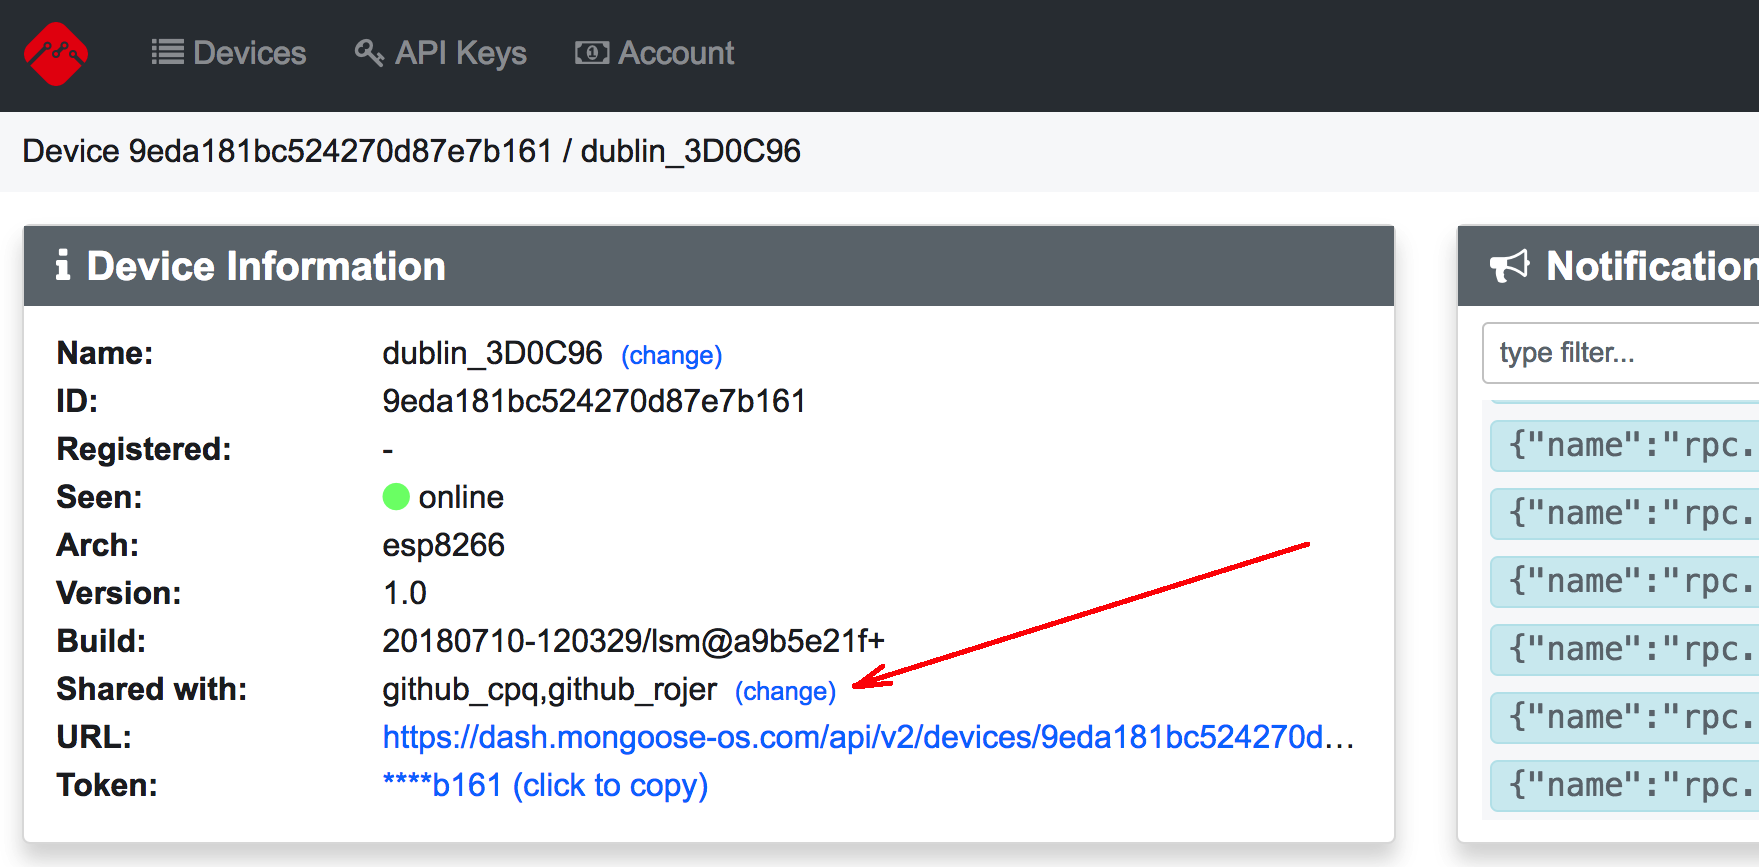 Devices API Keys Account
Device 9eda181bc524270d87e7b161 / dublin_3D0C96
Device Information
Name: dublin_3D0C96 (change)
ID: 9eda181bc524270d87e7b161
Registered: -
Seen: online
Arch: esp8266
Version: 1.0
Build: 20180710-120329/lsm@a9b5e21f+
Shared with: github_cpq,github_rojer (change)
URL: https://dash.mongoose-os.com/api/v2/devices/9eda181bc524270d…
Token: ****b161 (click to copy)
Notification
type filter...
{"name":"rpc.
{"name":"rpc.
{"name":"rpc.
{"name":"rpc.
{"name":"rpc.
{"name":"rpc.